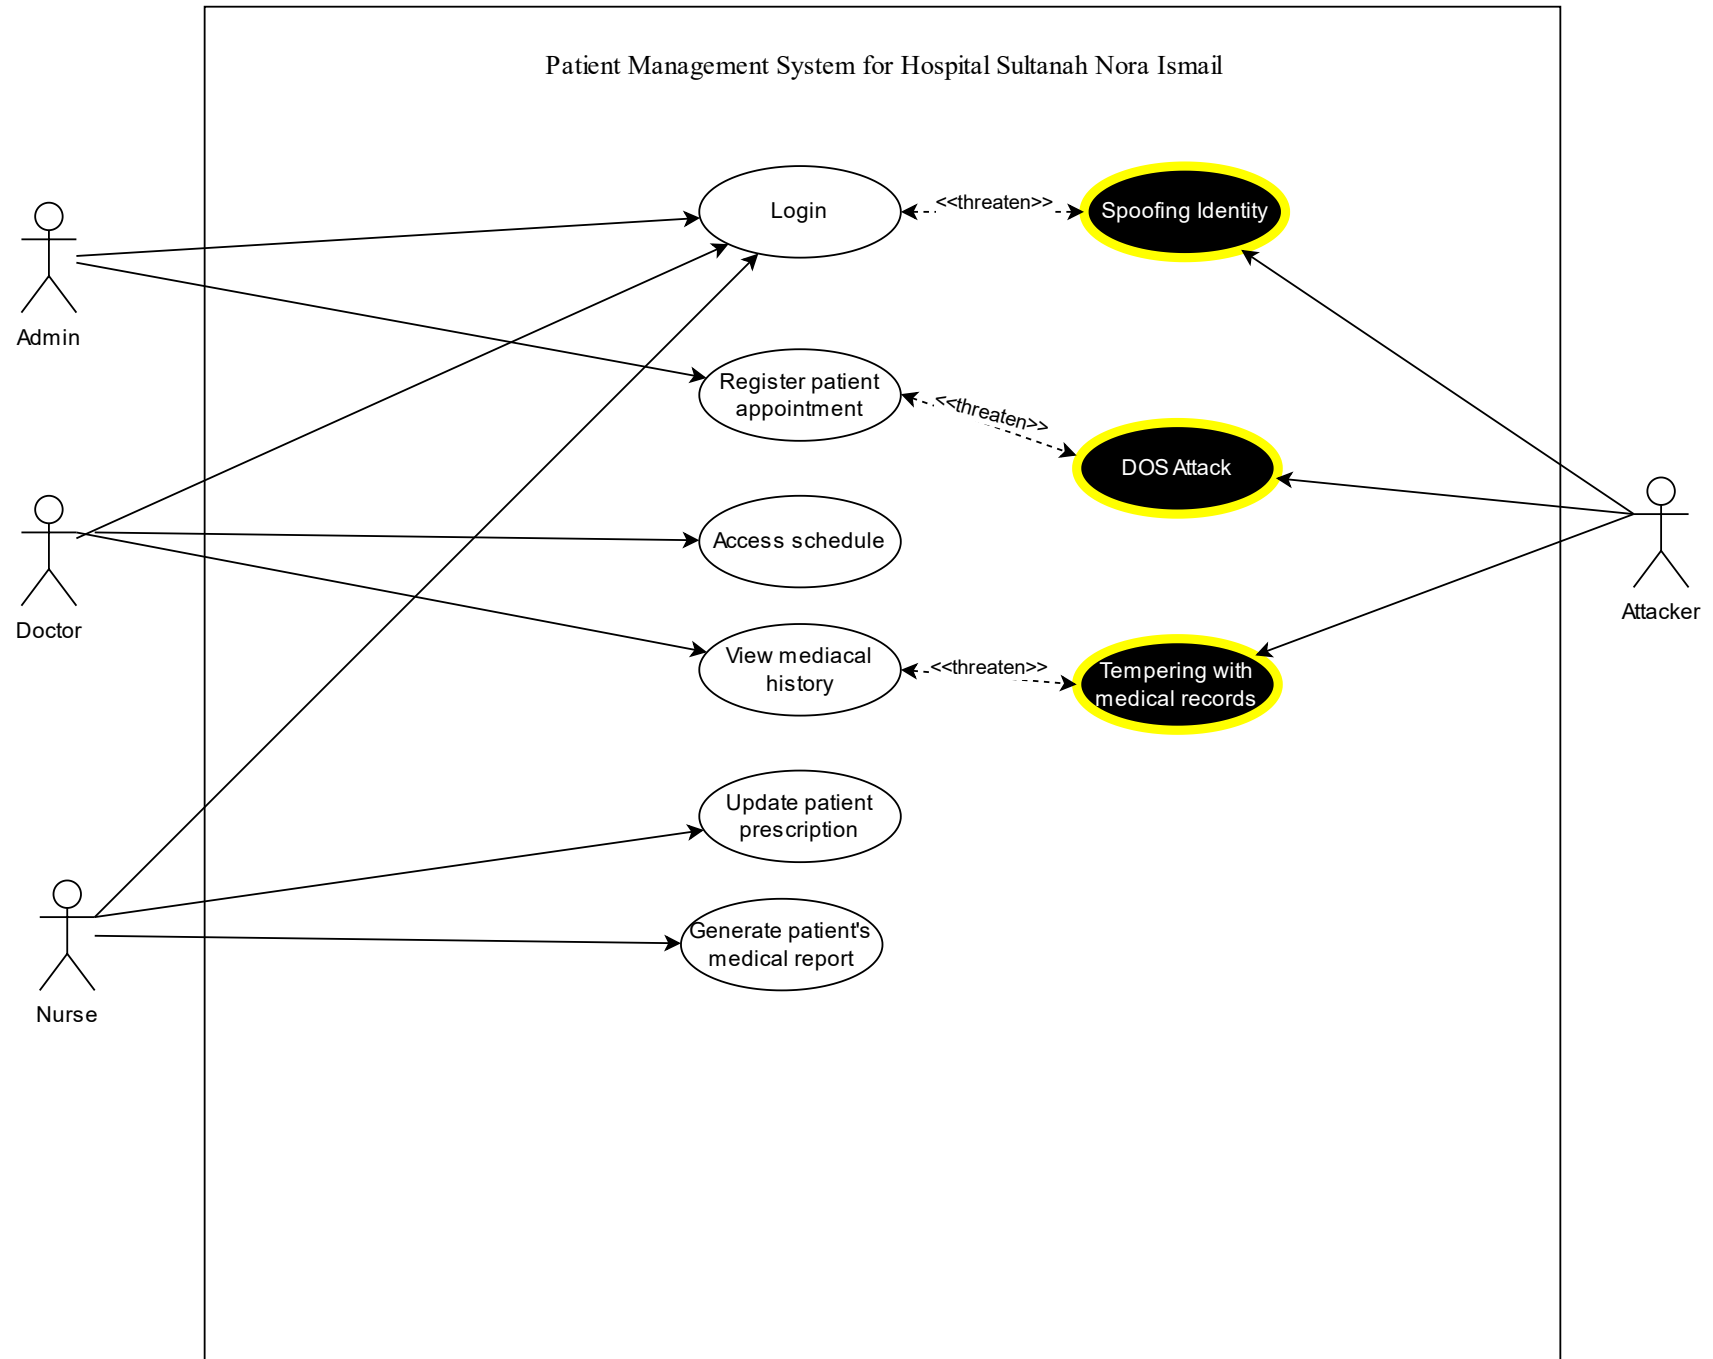 Patient Management System for Hospital Sultanah Nora Ismail
Login
<<threaten>>
Spoofing Identity
Admin
Register patient
appointment
<<threaten>>
DOS Attack
Access schedule
Doctor
Attacker
View mediacal
history
<<threaten>>
Tempering with
medical records
Update patient
prescription
Generate patient's
medical report
Nurse